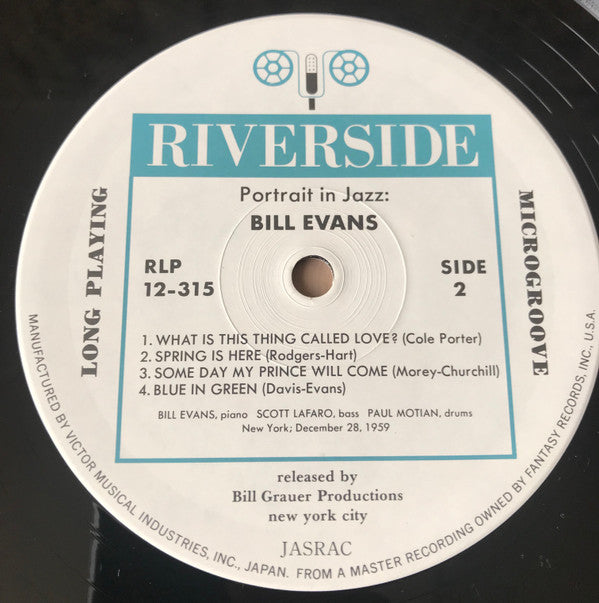 RIVERSIDE
Portrait in Jazz:
BILL EVANS
RLP
12-315
SIDE
2
LONG PLAYING
MICROGROOVE
1. WHAT IS THIS THING CALLED LOVE? (Cole Porter)
2. SPRING IS HERE (Rodgers-Hart)
3. SOME DAY MY PRINCE WILL COME (Morey-Churchill)
4. BLUE IN GREEN (Davis-Evans)
BILL EVANS, piano SCOTT LAFARO, bass PAUL MOTIAN, drums
New York; December 28, 1959
released by
Bill Grauer Productions
new york city
JASRAC
MANUFACTURED BY VICTOR MUSICAL INDUSTRIES, INC., JAPAN. FROM A MASTER RECORDING OWNED BY FANTASY RECORDS, INC., U.S.A.